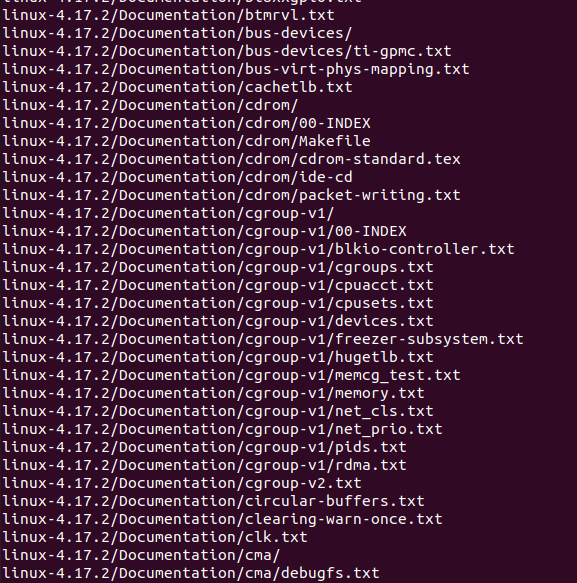 linux-4.17.2/Documentation/btmrvl.txt
linux-4.17.2/Documentation/bus-devices/
linux-4.17.2/Documentation/bus-devices/ti-gpmc.txt
linux-4.17.2/Documentation/bus-virt-phys-mapping.txt
linux-4.17.2/Documentation/cachetlb.txt
linux-4.17.2/Documentation/cdrom/
linux-4.17.2/Documentation/cdrom/00-INDEX
linux-4.17.2/Documentation/cdrom/Makefile
linux-4.17.2/Documentation/cdrom/cdrom-standard.tex
linux-4.17.2/Documentation/cdrom/ide-cd
linux-4.17.2/Documentation/cdrom/packet-writing.txt
linux-4.17.2/Documentation/cgroup-v1/
linux-4.17.2/Documentation/cgroup-v1/00-INDEX
linux-4.17.2/Documentation/cgroup-v1/blkio-controller.txt
linux-4.17.2/Documentation/cgroup-v1/cgroups.txt
linux-4.17.2/Documentation/cgroup-v1/cpuacct.txt
linux-4.17.2/Documentation/cgroup-v1/cpusets.txt
linux-4.17.2/Documentation/cgroup-v1/devices.txt
linux-4.17.2/Documentation/cgroup-v1/freezer-subsystem.txt
linux-4.17.2/Documentation/cgroup-v1/hugetlb.txt
linux-4.17.2/Documentation/cgroup-v1/memcg_test.txt
linux-4.17.2/Documentation/cgroup-v1/memory.txt
linux-4.17.2/Documentation/cgroup-v1/net_cls.txt
linux-4.17.2/Documentation/cgroup-v1/net_prio.txt
linux-4.17.2/Documentation/cgroup-v1/pids.txt
linux-4.17.2/Documentation/cgroup-v1/rdma.txt
linux-4.17.2/Documentation/cgroup-v2.txt
linux-4.17.2/Documentation/circular-buffers.txt
linux-4.17.2/Documentation/clearing-warn-once.txt
linux-4.17.2/Documentation/clk.txt
linux-4.17.2/Documentation/cma/
linux-4.17.2/Documentation/cma/debugfs.txt